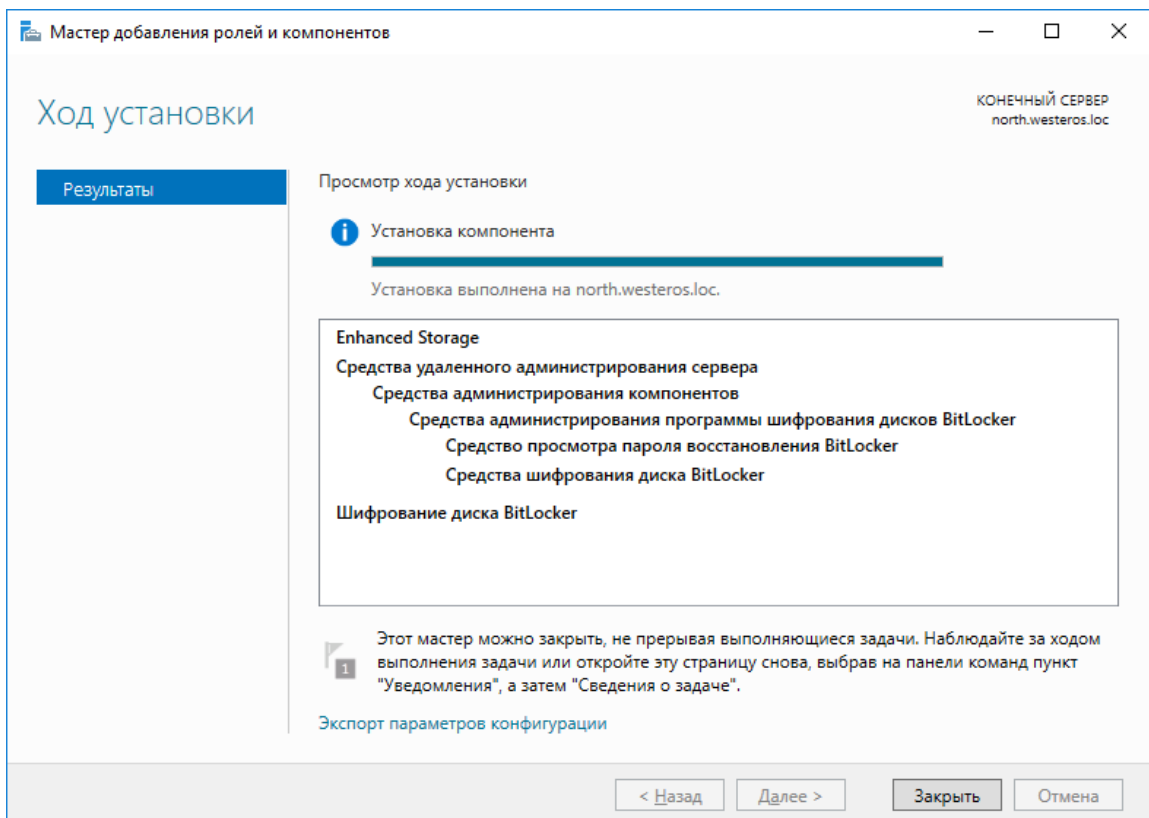 Мастер добавления ролей и компонентов
Ход установки
КОНЕЧНЫЙ СЕРВЕР
north.westeros.loc
Результаты
Просмотр хода установки
Установка компонента
Установка выполнена на north.westeros.loc.
Enhanced Storage
Средства удаленного администрирования сервера
Средства администрирования компонентов
Средства администрирования программы шифрования дисков BitLocker
Средство просмотра пароля восстановления BitLocker
Средства шифрования диска BitLocker
Шифрование диска BitLocker
1
Этот мастер можно закрыть, не прерывая выполняющиеся задачи. Наблюдайте за ходом
выполнения задачи или откройте эту страницу снова, выбрав на панели команд пункт
"Уведомления", а затем "Сведения о задаче".
Экспорт параметров конфигурации
< Назад
Далее >
Закрыть
Отмена